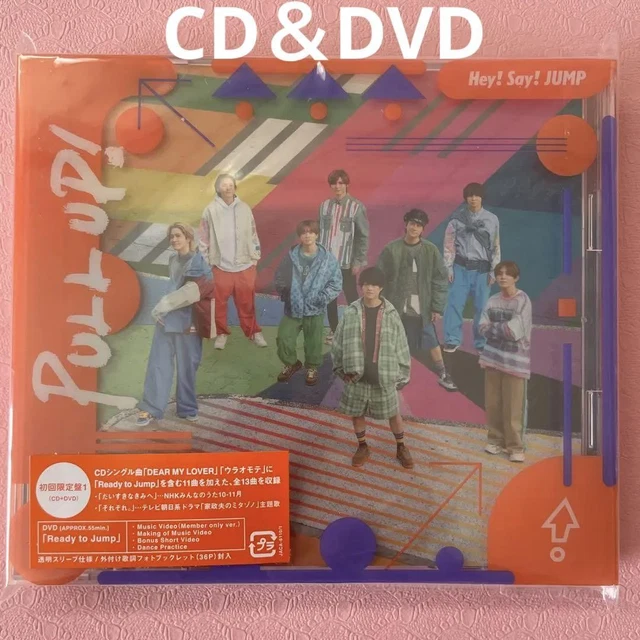 CD&DVD
Hey! Say! JUMP
PULL UP!
初回限定盤1
(CD+DVD)
CDシングル曲「DEAR MY LOVER」「ウラオモテ」に
「Ready to Jump」を含む11曲を加えた、全13曲を収録
・「だいすきなきみへ」…NHKみんなのうた10-11月
・「それぞれ。」…テレビ朝日系ドラマ「家政夫のミタゾノ」主題歌
DVD [APPROX.55min.]
「Ready to Jump」
・Music Video(Member only ver.)
・Making of Music Video
・Bonus Short Video
・Dance Practice
プラ
透明スリーブ仕様/外付け歌詞フォトブックレット(36P)封入